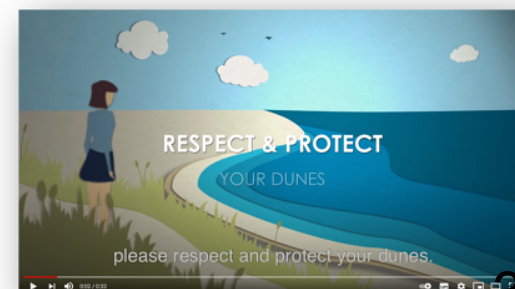 RESPECT & PROTECT
YOUR DUNES
please respect and protect your dunes.
0:02 / 0:32